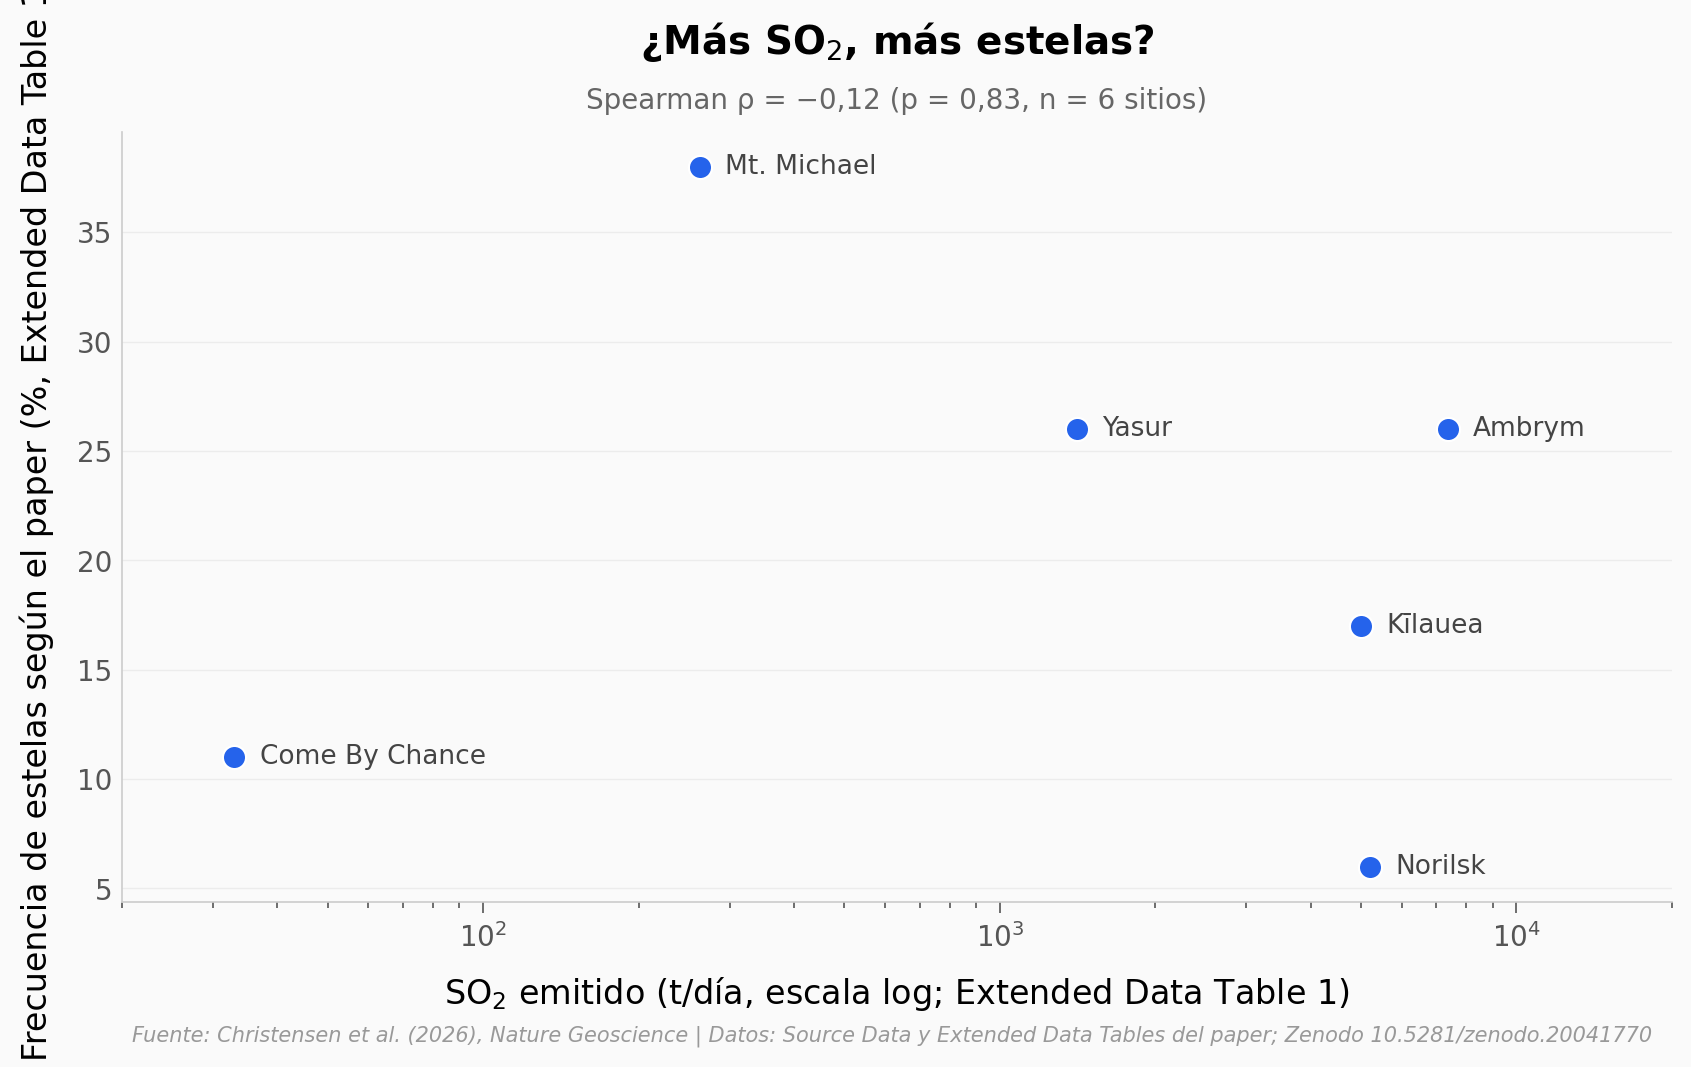 ¿Más SO₂, más estelas?
Spearman ρ = −0,12 (p = 0,83, n = 6 sitios)
Frecuencia de estelas según el paper (%, Extended Data Table
35
30
25
20
15
10
5
Mt. Michael
Yasur
Ambrym
Kīlauea
Come By Chance
Norilsk
10²
10³
10⁴
SO₂ emitido (t/día, escala log; Extended Data Table 1)
Fuente: Christensen et al. (2026), Nature Geoscience | Datos: Source Data y Extended Data Tables del paper; Zenodo 10.5281/zenodo.20041770